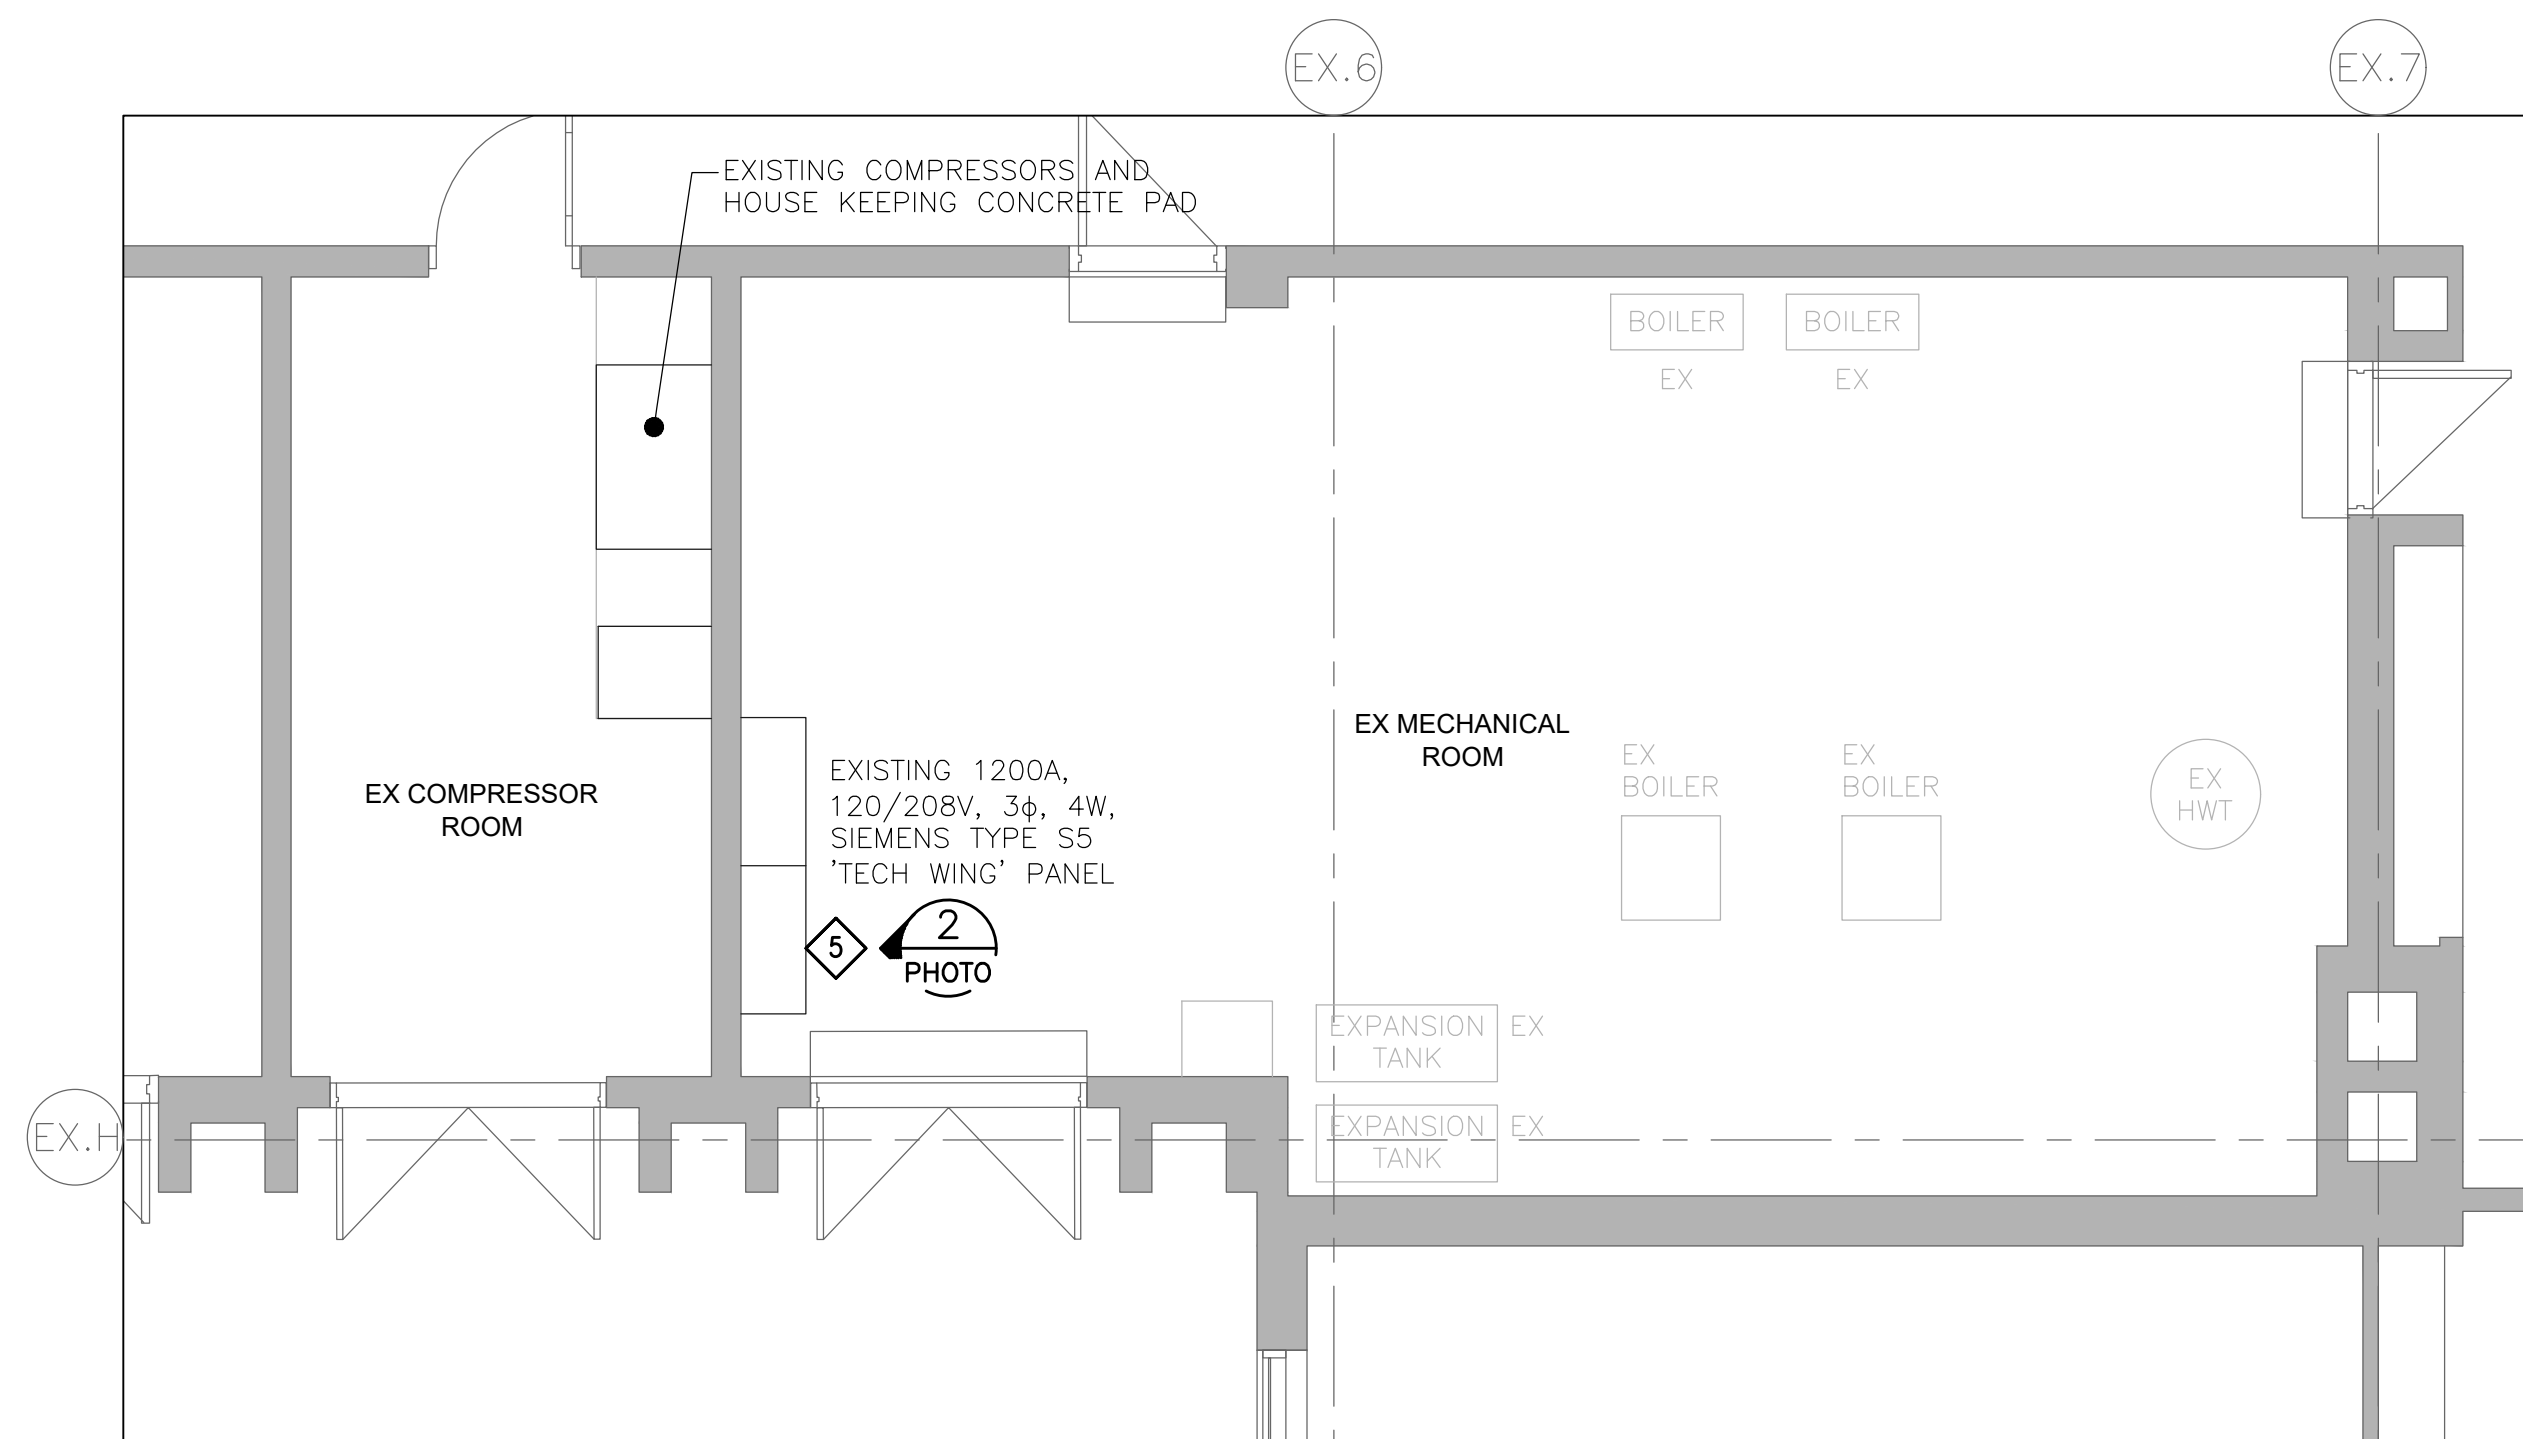 EX.6
EX.7
EXISTING COMPRESSORS AND
HOUSE KEEPING CONCRETE PAD
BOILER
BOILER
EX
EX
EX MECHANICAL
ROOM
EX
BOILER
EX
BOILER
EX
HWT
EX COMPRESSOR
ROOM
EXISTING 1200A,
120/208V, 3ϕ, 4W,
SIEMENS TYPE S5
'TECH WING' PANEL
5
2
PHOTO
EXPANSION
TANK
EX
EX.H
EXPANSION
TANK
EX